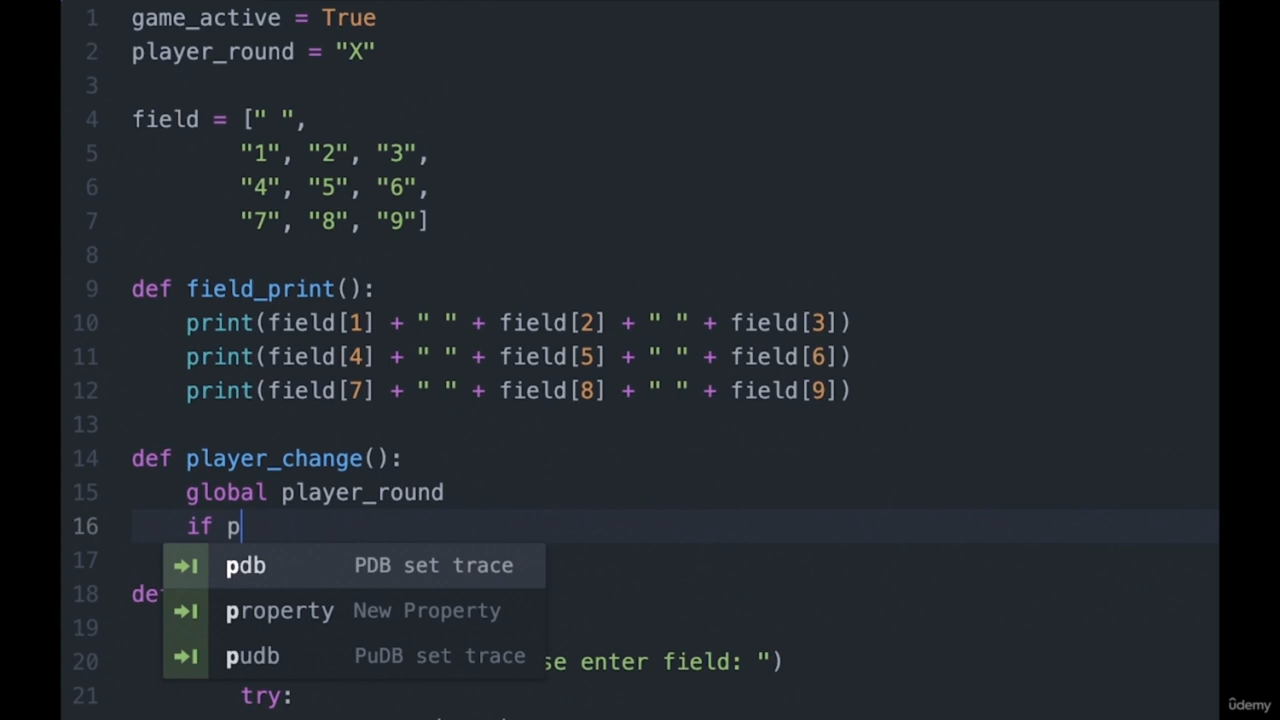 1 game_active = True
2 player_round = "X"
3
4 field = [" ",
5 "1", "2", "3",
6 "4", "5", "6",
7 "7", "8", "9"]
8
9 def field_print():
10 print(field[1] + " " + field[2] + " " + field[3])
11 print(field[4] + " " + field[5] + " " + field[6])
12 print(field[7] + " " + field[8] + " " + field[9])
13
14 def player_change():
15 global player_round
16 if p
17 pdb PDB set trace
18 de
property New Property
19
20 pudb PuDB set trace se enter field: ")
21 try:
udemy